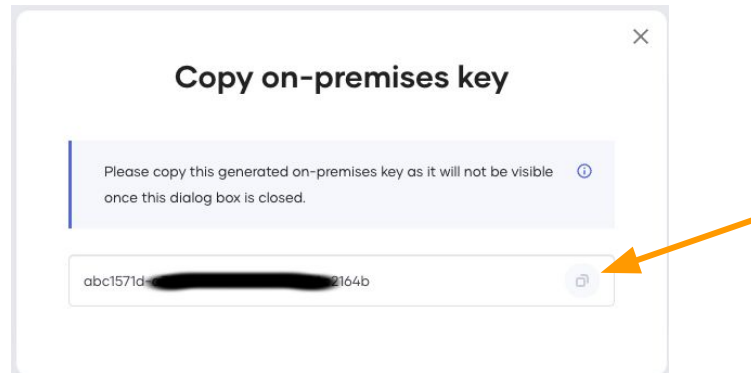 Copy on-premises key
Please copy this generated on-premises key as it will not be visible
once this dialog box is closed.
abc1571d- 2164b